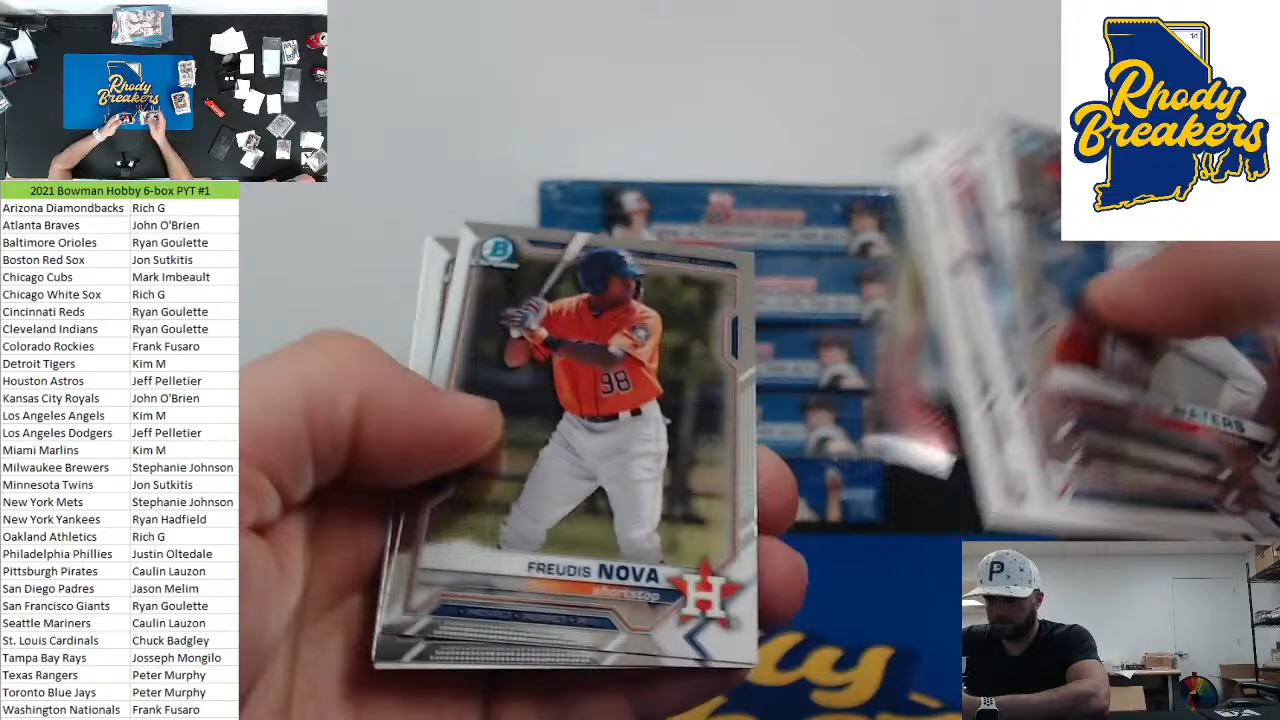 2021 Bowman Hobby 6-box PYT #1
Arizona Diamondbacks Rich G
Atlanta Braves John O'Brien
Baltimore Orioles Ryan Goulette
Boston Red Sox Jon Sutkitis
Chicago Cubs Mark Imbeault
Chicago White Sox Rich G
Cincinnati Reds Ryan Goulette
Cleveland Indians Ryan Goulette
Colorado Rockies Frank Fusaro
Detroit Tigers Kim M
Houston Astros Jeff Pelletier
Kansas City Royals John O'Brien
Los Angeles Angels Kim M
Los Angeles Dodgers Jeff Pelletier
Miami Marlins Kim M
Milwaukee Brewers Stephanie Johnson
Minnesota Twins Jon Sutkitis
New York Mets Stephanie Johnson
New York Yankees Ryan Hadfield
Oakland Athletics Rich G
Philadelphia Phillies Justin Oltedale
Pittsburgh Pirates Caulin Lauzon
San Diego Padres Jason Melim
San Francisco Giants Ryan Goulette
Seattle Mariners Caulin Lauzon
St. Louis Cardinals Chuck Badgley
Tampa Bay Rays Josseph Mongilo
Texas Rangers Peter Murphy
Toronto Blue Jays Peter Murphy
Washington Nationals Frank Fusaro
Rhody
Breakers
B
98
FREUDIS NOVA
shortstop
H
1/1
Rhody
Breakers
P